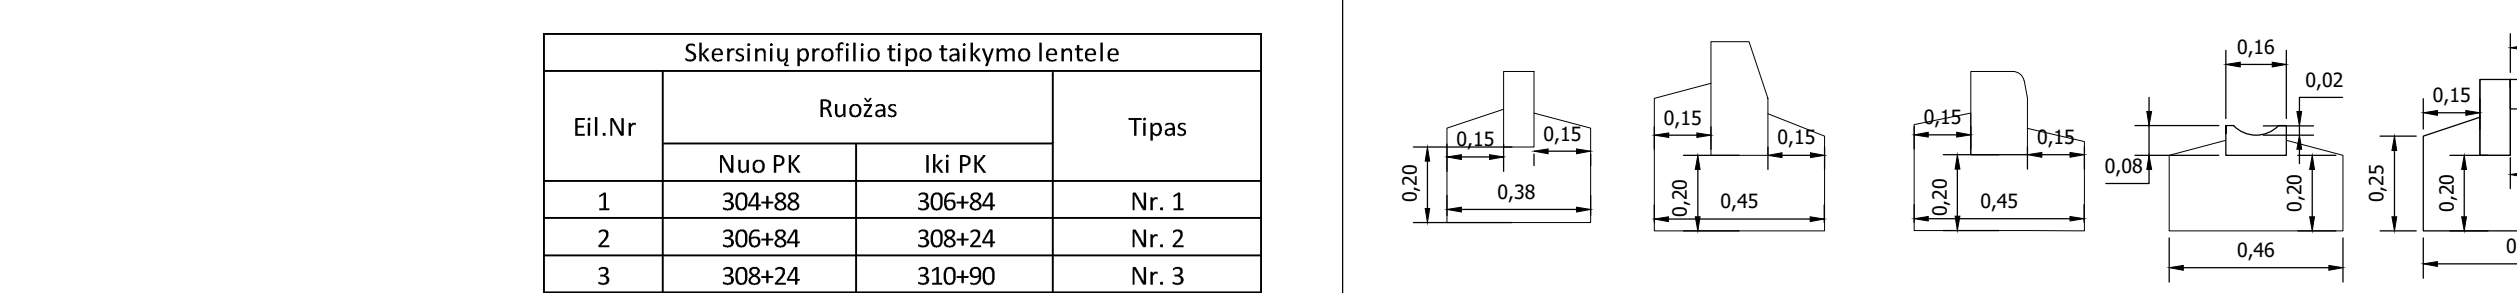 Skersinių profilio tipo taikymo lentele
Eil.Nr Ruožas Tipas
Nuo PK Iki PK
1 304+88 306+84 Nr. 1
2 306+84 308+24 Nr. 2
3 308+24 310+90 Nr. 3
0,15 0,15
0,20 0,38
0,15 0,15
0,20 0,45
0,15 0,15
0,20 0,45
0,16
0,02
0,08
0,20
0,46
0,15
0,25 0,20
0